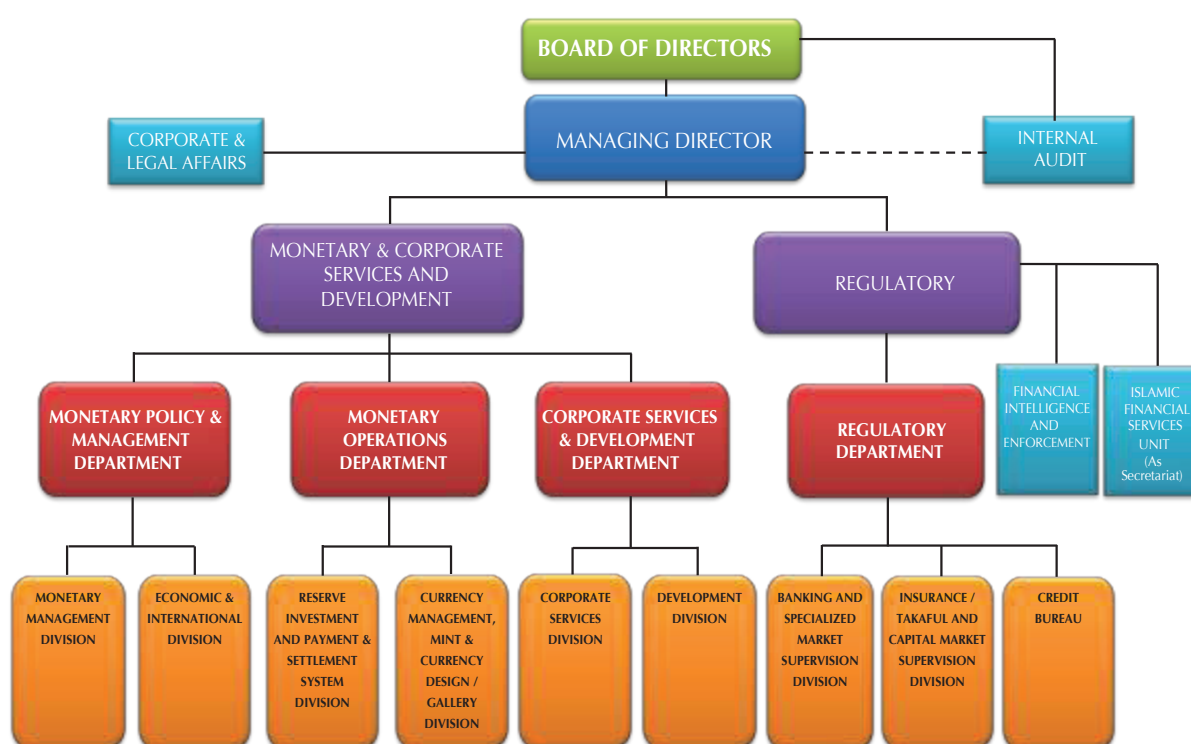 BOARD OF DIRECTORS
CORPORATE &
LEGAL AFFAIRS
MANAGING DIRECTOR
INTERNAL
AUDIT
MONETARY & CORPORATE
SERVICES AND
DEVELOPMENT
REGULATORY
MONETARY POLICY &
MANAGEMENT
DEPARTMENT
MONETARY
OPERATIONS
DEPARTMENT
CORPORATE SERVICES
& DEVELOPMENT
DEPARTMENT
REGULATORY
DEPARTMENT
FINANCIAL
INTELLIGENCE
AND
ENFORCEMENT
ISLAMIC
FINANCIAL
SERVICES
UNIT
(As
Secretariat)
MONETARY
MANAGEMENT
DIVISION
ECONOMIC &
INTERNATIONAL
DIVISION
RESERVE
INVESTMENT
AND PAYMENT &
SETTLEMENT
SYSTEM
DIVISION
CURRENCY
MANAGEMENT,
MINT &
CURRENCY
DESIGN /
GALLERY
DIVISION
CORPORATE
SERVICES
DIVISION
DEVELOPMENT
DIVISION
BANKING AND
SPECIALIZED
MARKET
SUPERVISION
DIVISION
INSURANCE /
TAKAFUL AND
CAPITAL MARKET
SUPERVISION
DIVISION
CREDIT
BUREAU